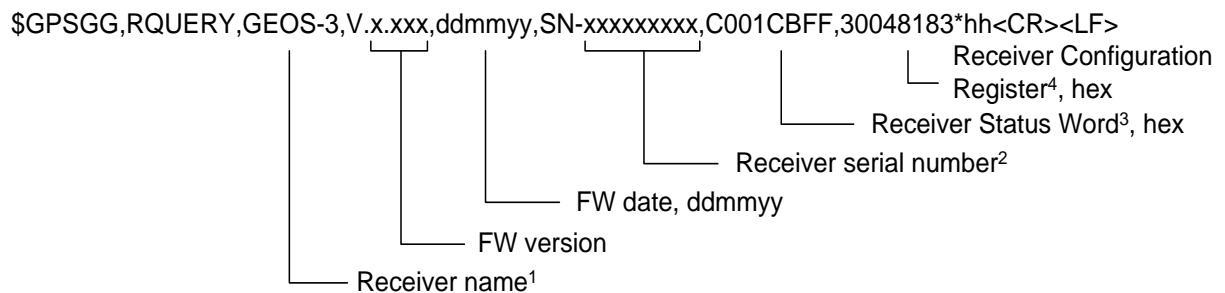 $GPSGG,RQUERY,GEOS-3,V.x.xxx,ddmmyy,SN-xxxxxxxxx,C001CBFF,30048183*hh<CR><LF>
Receiver Configuration
Register⁴, hex
Receiver Status Word³, hex
Receiver serial number²
FW date, ddmmyy
FW version
Receiver name¹